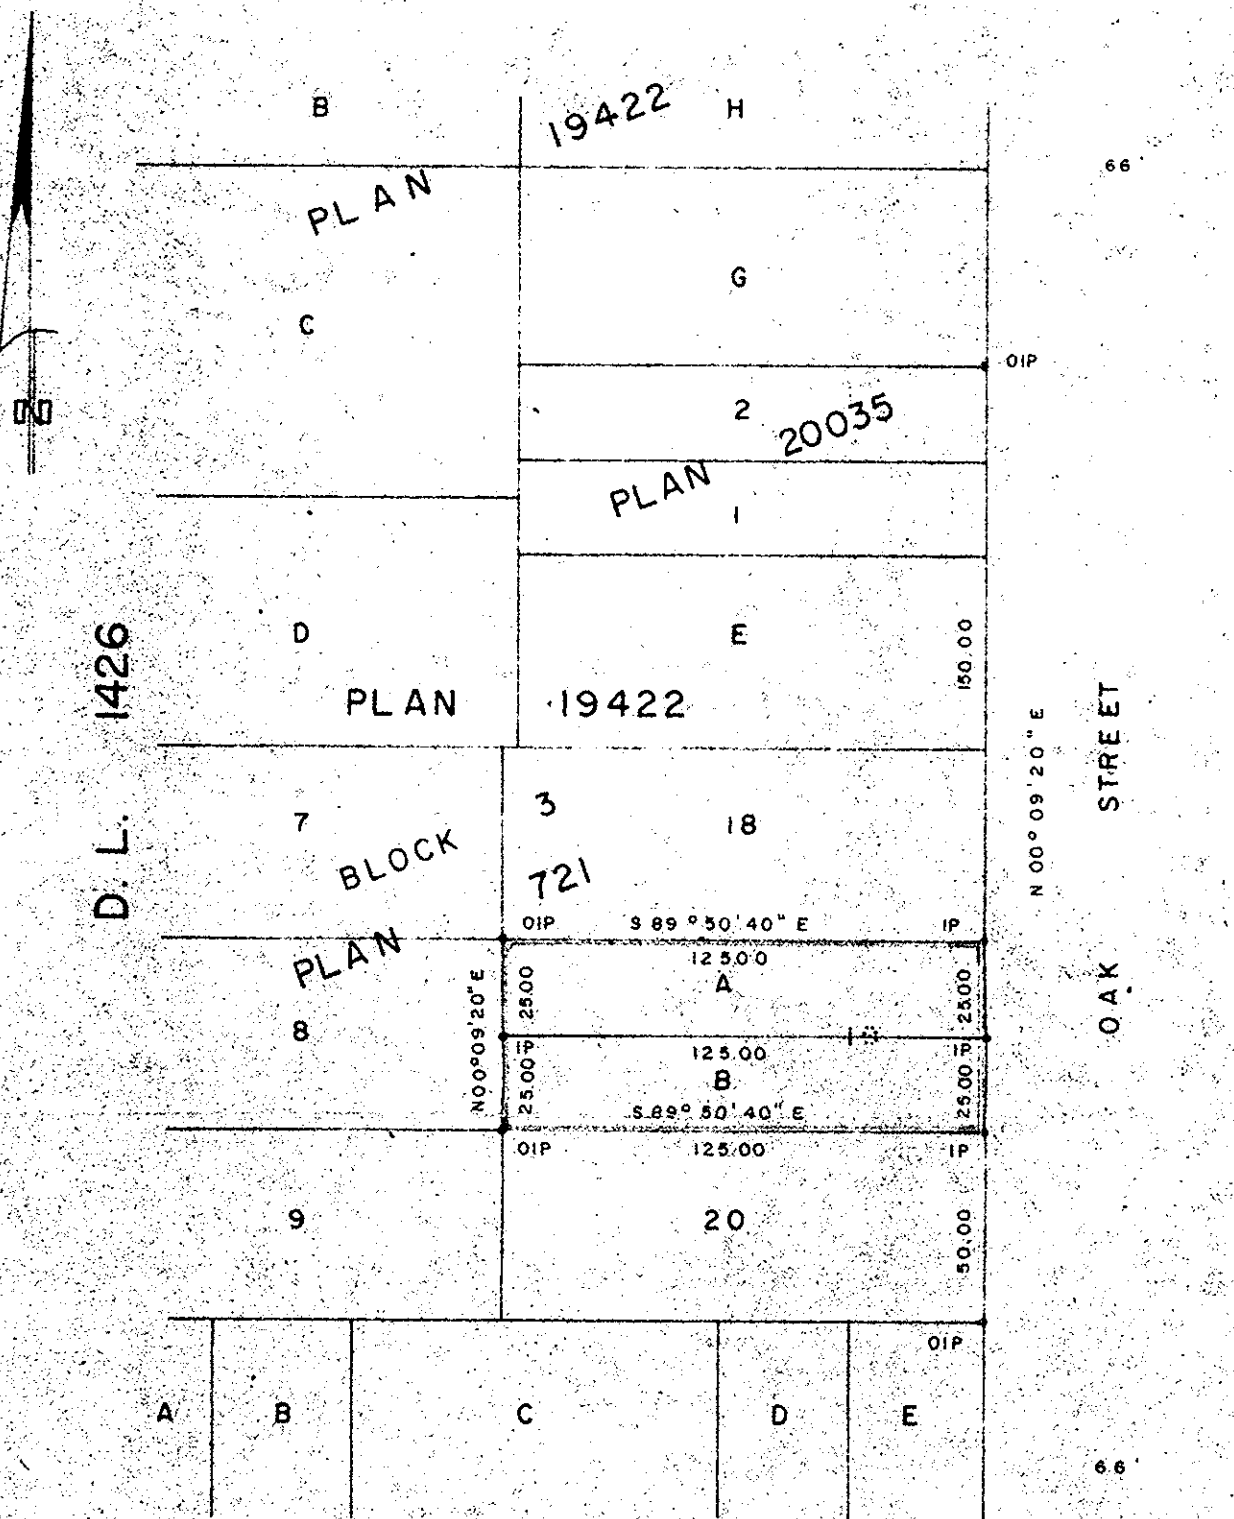 B
19422
H
66'
PLAN
G
C
OIP
N
2
20035
PLAN
1
D
E
150.00
D. L. 1426
PLAN 19422
N 00° 09' 20" E
OAK STREET
7
3
18
BLOCK
721
OIP
S 89° 50' 40" E
IP
PLAN
125.00
A
N00°09'20"E
25.00
25.00
8
IP
125.00
IP
B
25.00
25.00
S 89° 50' 40" E
OIP
125.00
IP
9
20
50.00
OIP
A
B
C
D
E
66'